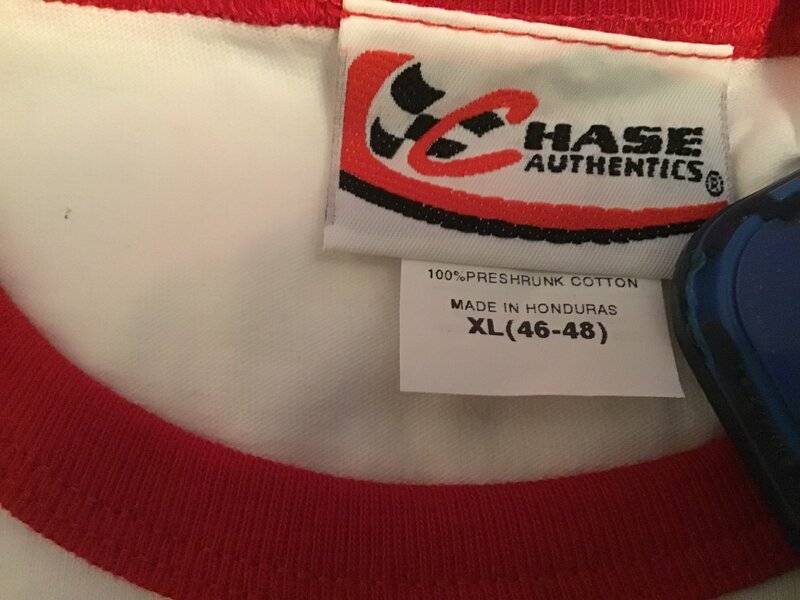 CHASE
AUTHENTICS®
100%PRESHRUNK COTTON
MADE IN HONDURAS
XL(46-48)